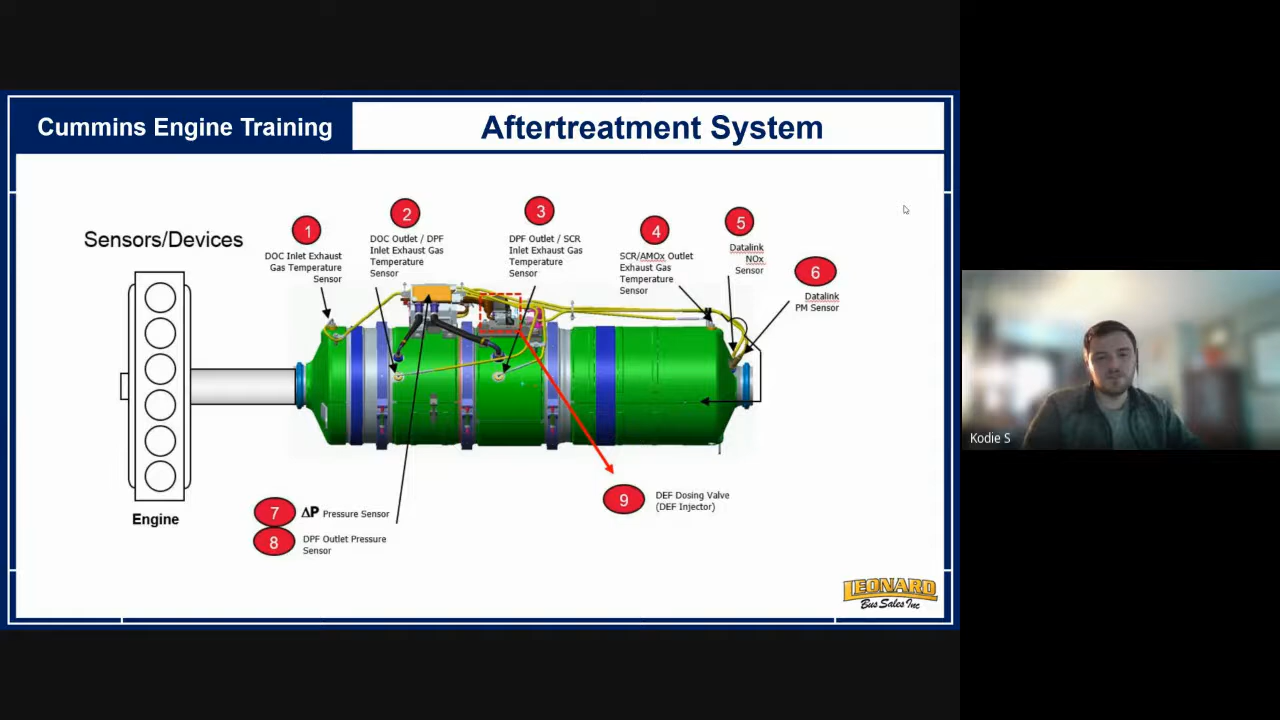 Cummins Engine Training
Aftertreatment System
Sensors/Devices
1
DOC Inlet Exhaust
Gas Temperature
Sensor
2
DOC Outlet / DPF
Inlet Exhaust Gas
Temperature
Sensor
3
DPF Outlet / SCR
Inlet Exhaust Gas
Temperature
Sensor
4
SCR/AMOx Outlet
Exhaust Gas
Temperature
Sensor
5
Datalink
NOx
Sensor
6
Datalink
PM Sensor
Engine
7
ΔP Pressure Sensor
8
DPF Outlet Pressure
Sensor
9
DEF Dosing Valve
(DEF Injector)
LEONARD
Bus Sales Inc
Kodie S